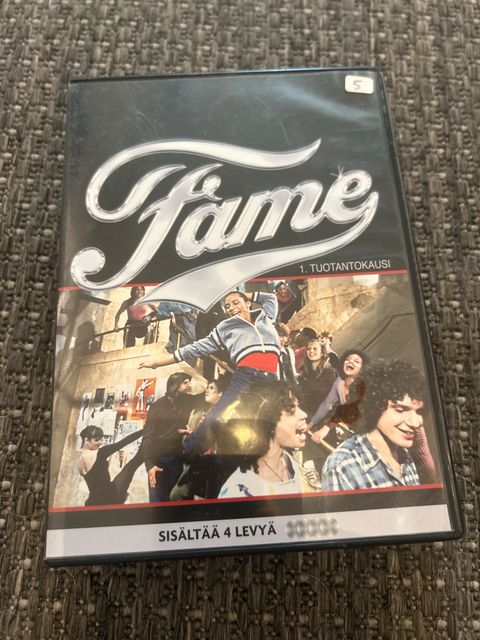 5
Fame
1. TUOTANTOKAUSI
SISÄLTÄÄ 4 LEVYÄ